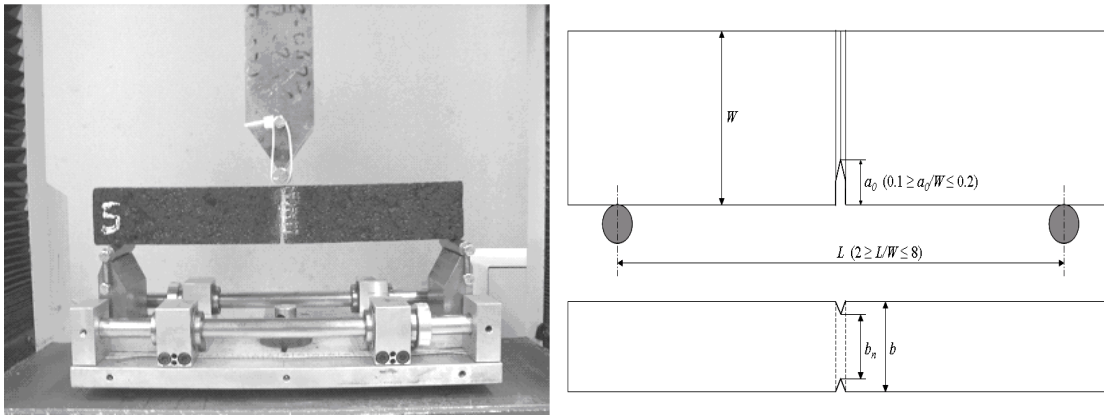 5
W
a₀ (0.1 ≥ a₀/W ≤ 0.2)
L (2 ≥ L/W ≤ 8)
bₙ
b